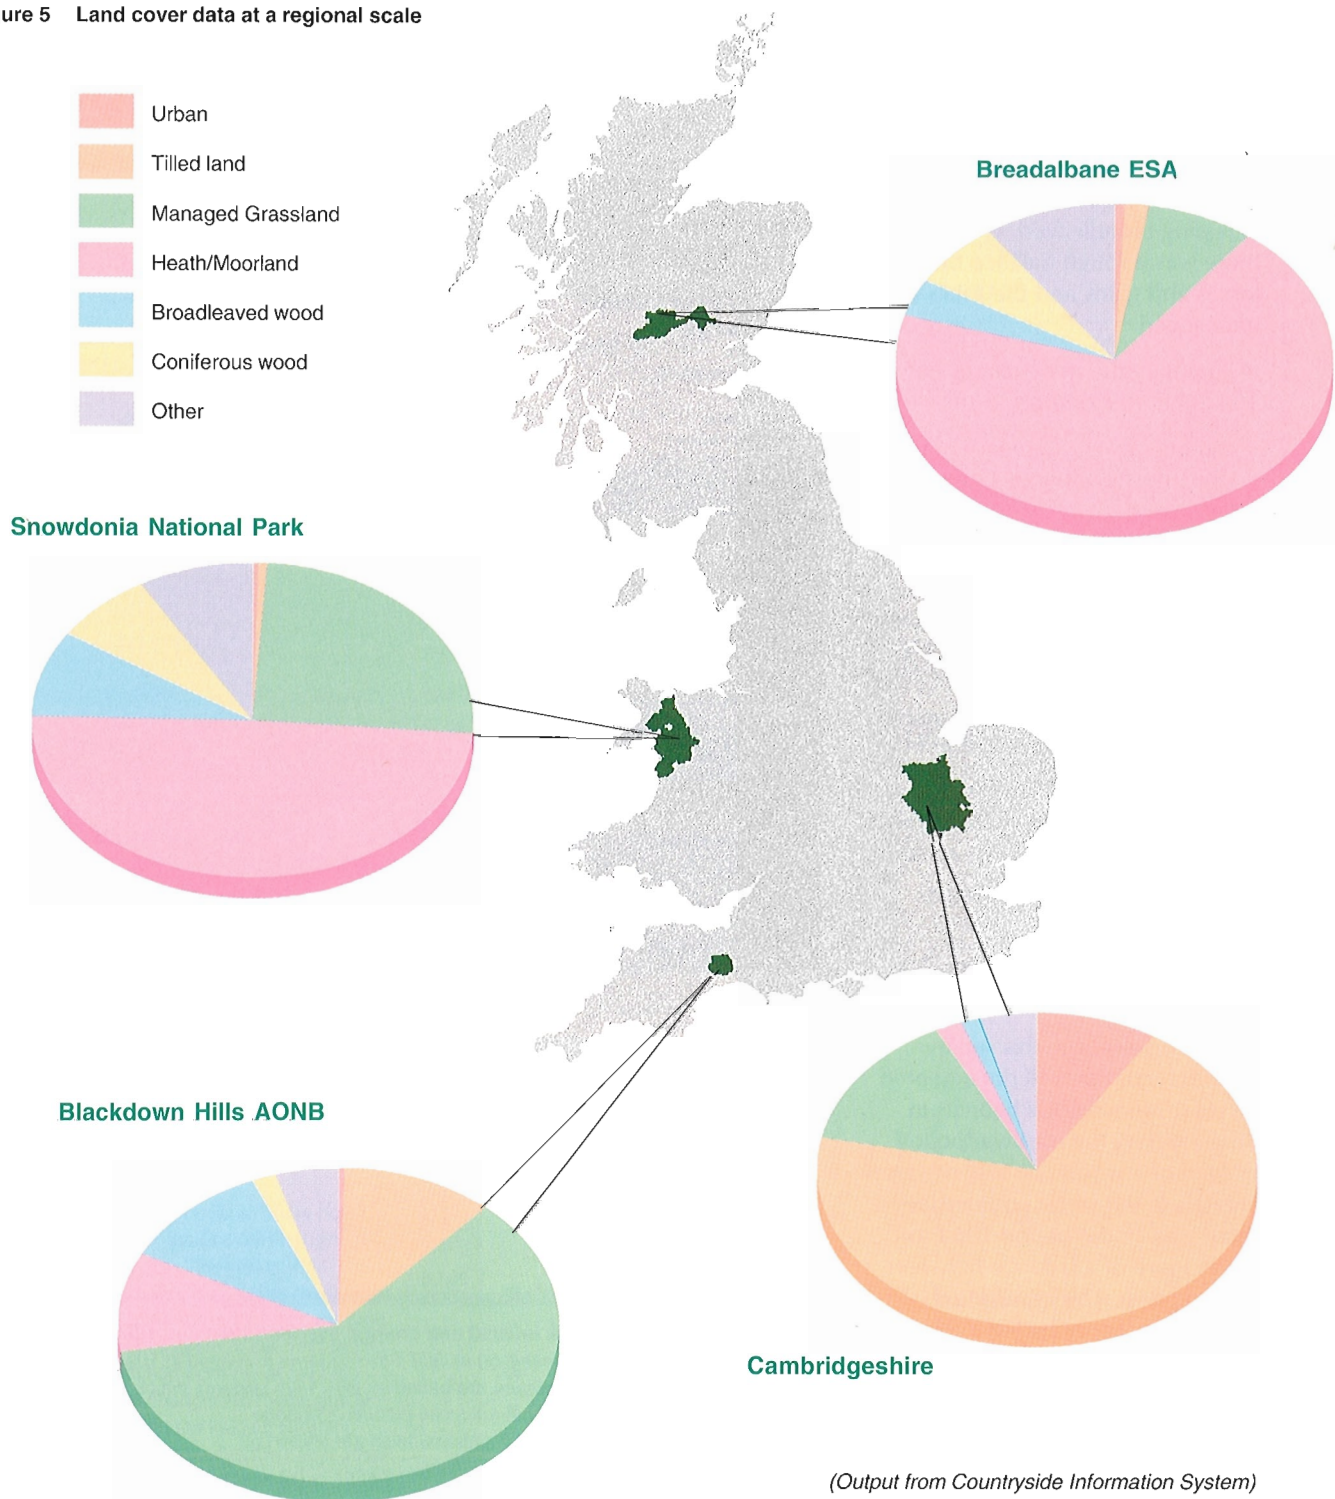 ure 5 Land cover data at a regional scale
Urban
Tilled land
Managed Grassland
Heath/Moorland
Broadleaved wood
Coniferous wood
Other
Breadalbane ESA
Snowdonia National Park
Blackdown Hills AONB
Cambridgeshire
(Output from Countryside Information System)